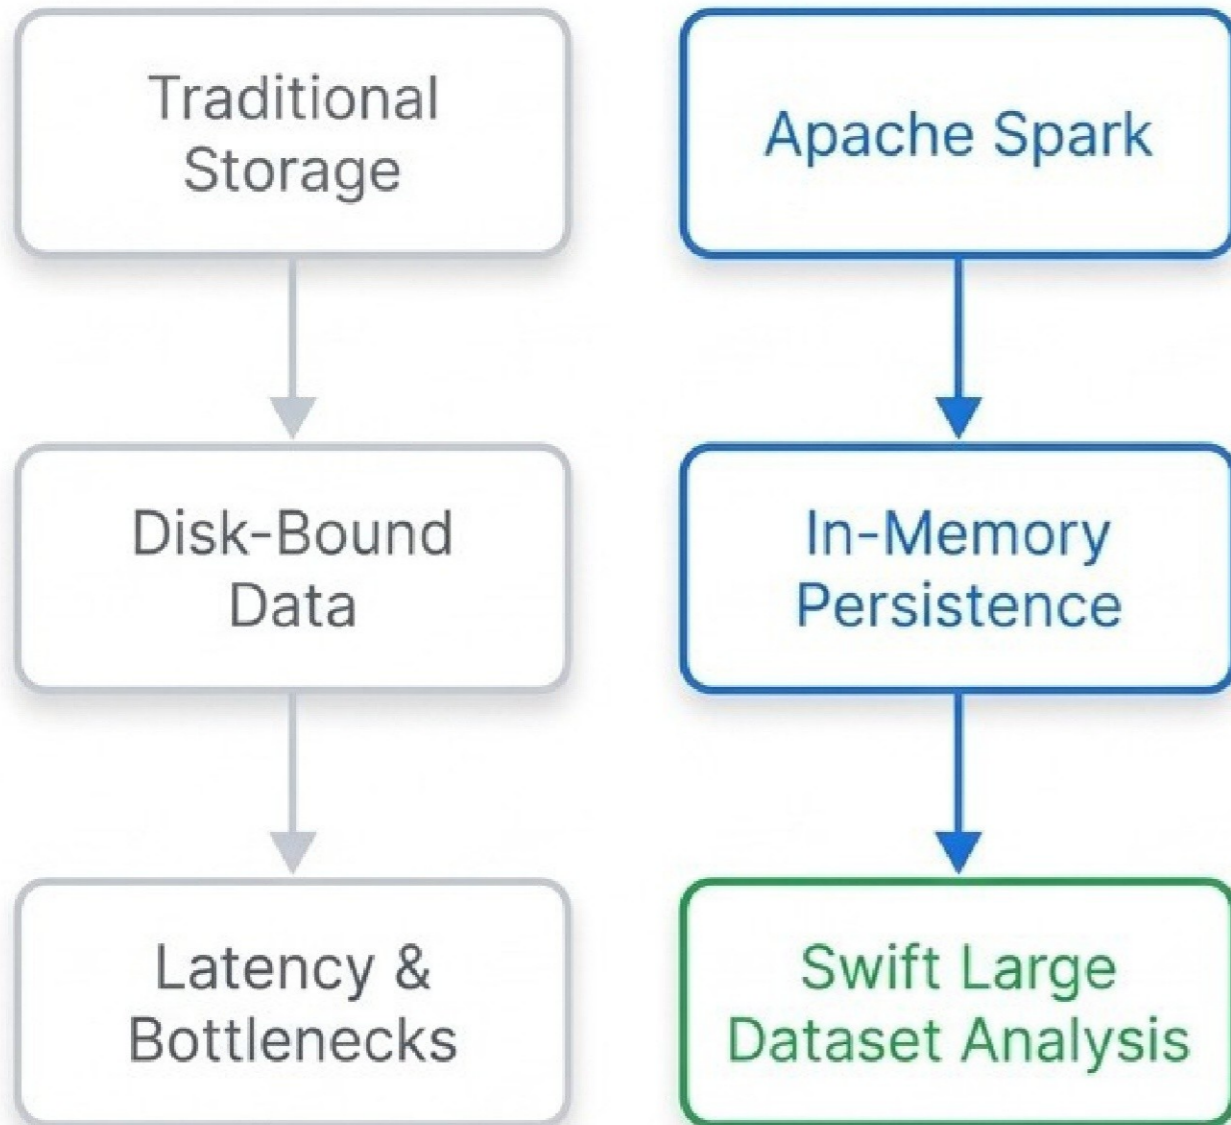 Traditional
Storage
Disk-Bound
Data
Latency &
Bottlenecks
Apache Spark
In-Memory
Persistence
Swift Large
Dataset Analysis